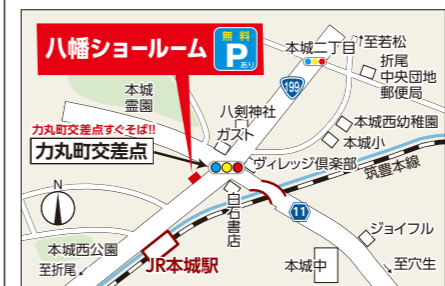 八幡ショールーム
無料
P
あり
本城二丁目
至若松
折尾
中央団地
郵便局
199
本城
霊園
八剣神社
ガスト
本城西幼稚園
本城小
力丸町交差点すぐそば!!
力丸町交差点
ヴィレッジ倶楽部
筑豊本線
N
白石書店
11
ジョイフル
本城西公園
至折尾
JR本城駅
本城中
至穴生